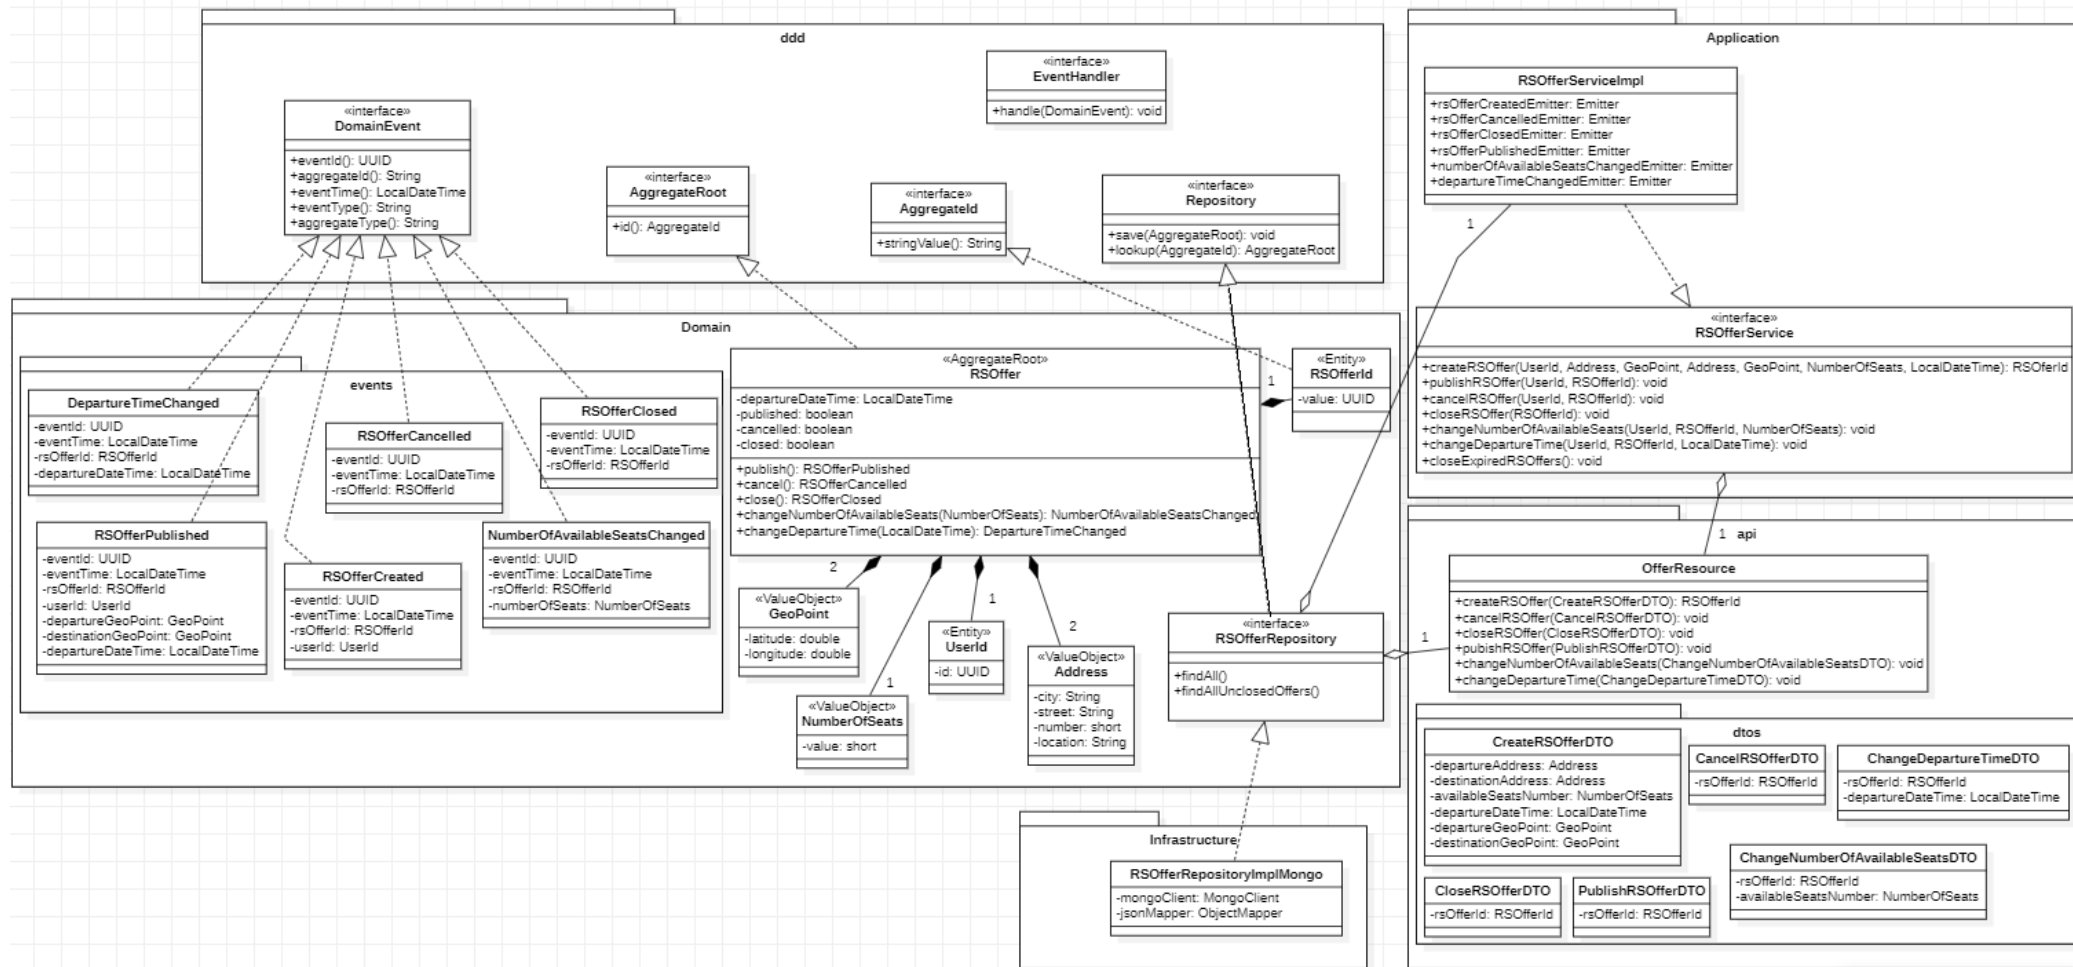 ddd
«interface»
EventHandler
+handle(DomainEvent): void
«interface»
DomainEvent
+eventId(): UUID
+aggregateId(): String
+eventTime(): LocalDateTime
+eventType(): String
+aggregateType(): String
«interface»
AggregateRoot
+id(): AggregateId
«interface»
AggregateId
+stringValue(): String
«interface»
Repository
+save(AggregateRoot): void
+lookup(AggregateId): AggregateRoot
Application
RSOfferServiceImpl
+rsOfferCreatedEmitter: Emitter
+rsOfferCancelledEmitter: Emitter
+rsOfferClosedEmitter: Emitter
+rsOfferPublishedEmitter: Emitter
+numberOfAvailableSeatsChangedEmitter: Emitter
+departureTimeChangedEmitter: Emitter
1
«interface»
RSOfferService
+createRSOffer(UserId, Address, GeoPoint, Address, GeoPoint, NumberOfSeats, LocalDateTime): RSOferId
+publishRSOffer(UserId, RSOfferId): void
+cancelRSOffer(UserId, RSOfferId): void
+closeRSOffer(RSOfferId): void
+changeNumberOfAvailableSeats(UserId, RSOfferId, NumberOfSeats): void
+changeDepartureTime(UserId, RSOfferId, LocalDateTime): void
+closeExpiredRSOffers(): void
Domain
events
DepartureTimeChanged
-eventId: UUID
-eventTime: LocalDateTime
-rsOfferId: RSOfferId
-departureDateTime: LocalDateTime
RSOfferCancelled
-eventId: UUID
-eventTime: LocalDateTime
-rsOfferId: RSOfferId
RSOfferClosed
-eventId: UUID
-eventTime: LocalDateTime
-rsOfferId: RSOfferId
RSOfferPublished
-eventId: UUID
-eventTime: LocalDateTime
-rsOfferId: RSOfferId
-userId: UserId
-departureGeoPoint: GeoPoint
-destinationGeoPoint: GeoPoint
-departureDateTime: LocalDateTime
RSOfferCreated
-eventId: UUID
-eventTime: LocalDateTime
-rsOfferId: RSOfferId
-userId: UserId
NumberOfAvailableSeatsChanged
-eventId: UUID
-eventTime: LocalDateTime
-rsOfferId: RSOfferId
-numberOfSeats: NumberOfSeats
«AggregateRoot»
RSOffer
-departureDateTime: LocalDateTime
-published: boolean
-cancelled: boolean
-closed: boolean
+publish(): RSOfferPublished
+cancel(): RSOfferCancelled
+close(): RSOfferClosed
+changeNumberOfAvailableSeats(NumberOfSeats): NumberOfAvailableSeatsChanged
+changeDepartureTime(LocalDateTime): DepartureTimeChanged
1
«Entity»
RSOfferId
-value: UUID
2
«ValueObject»
GeoPoint
-latitude: double
-longitude: double
1
«ValueObject»
NumberOfSeats
-value: short
1
«Entity»
UserId
-id: UUID
2
«ValueObject»
Address
-city: String
-street: String
-number: short
-location: String
«interface»
RSOfferRepository
+findAll()
+findAllUnclosedOffers()
1
1
api
OfferResource
+createRSOffer(CreateRSOfferDTO): RSOfferId
+cancelRSOffer(CancelRSOfferDTO): void
+closeRSOffer(CloseRSOfferDTO): void
+pubishRSOffer(PublishRSOfferDTO): void
+changeNumberOfAvailableSeats(ChangeNumberOfAvailableSeatsDTO): void
+changeDepartureTime(ChangeDepartureTimeDTO): void
dtos
CreateRSOfferDTO
-departureAddress: Address
-destinationAddress: Address
-availableSeatsNumber: NumberOfSeats
-departureDateTime: LocalDateTime
-departureGeoPoint: GeoPoint
-destinationGeoPoint: GeoPoint
CancelRSOfferDTO
-rsOfferId: RSOfferId
ChangeDepartureTimeDTO
-rsOfferId: RSOfferId
-departureDateTime: LocalDateTime
ChangeNumberOfAvailableSeatsDTO
-rsOfferId: RSOfferId
-availableSeatsNumber: NumberOfSeats
CloseRSOfferDTO
-rsOfferId: RSOfferId
PublishRSOfferDTO
-rsOfferId: RSOfferId
Infrastructure
RSOfferRepositoryImplMongo
-mongoClient: MongoClient
-jsonMapper: ObjectMapper